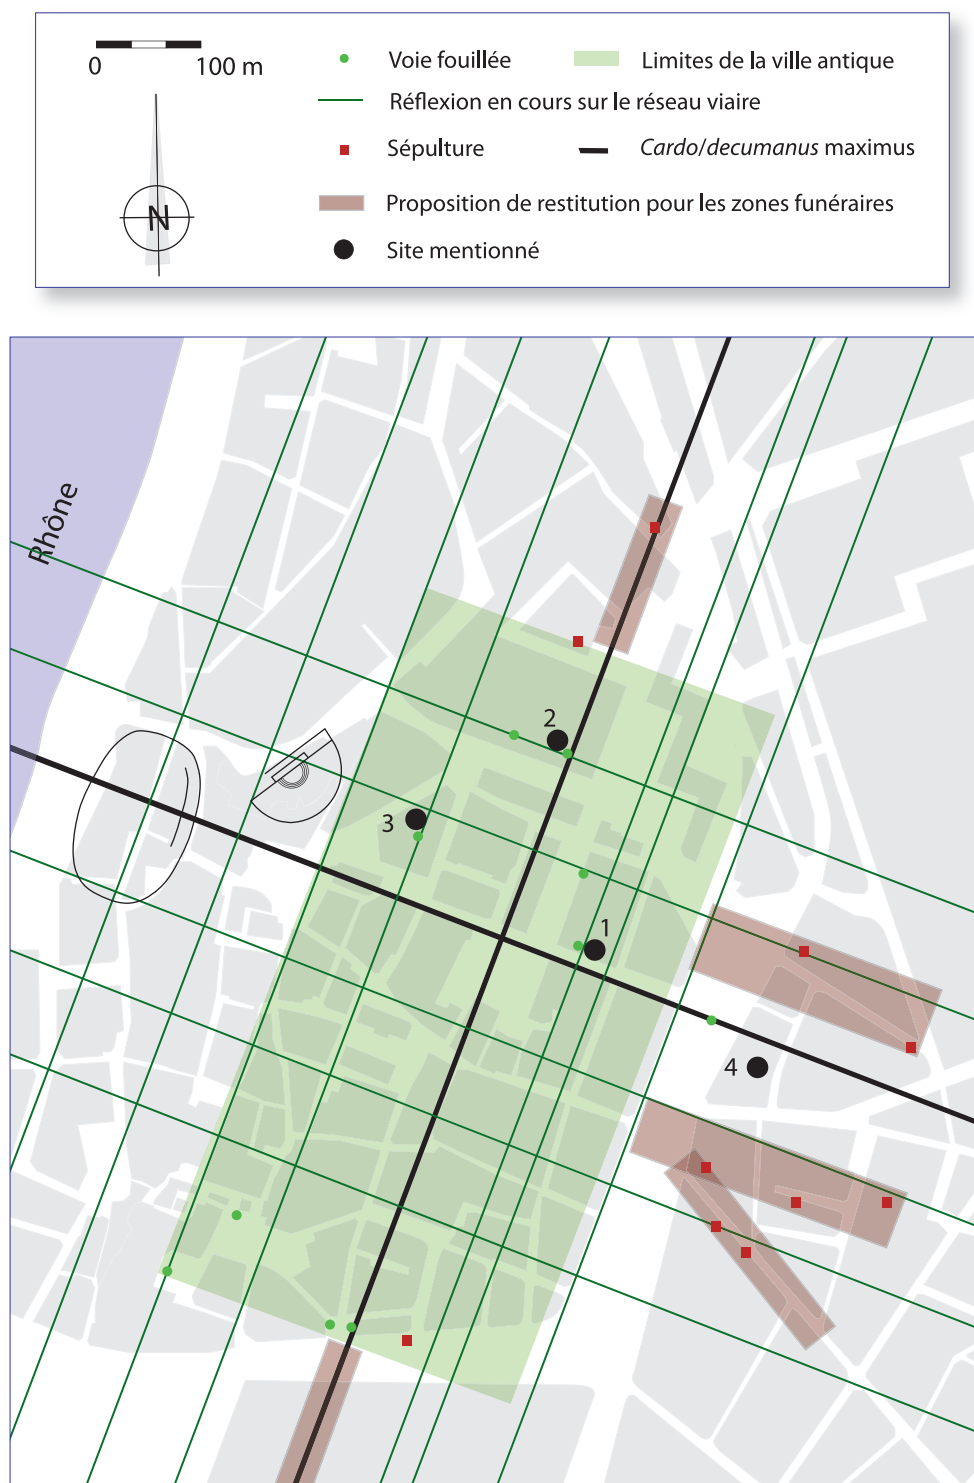 0 100 m
N
Voie fouillée
Limites de la ville antique
Réflexion en cours sur le réseau viaire
Sépulture
Cardo/decumanus maximus
Proposition de restitution pour les zones funéraires
Site mentionné
Rhône
2
3
1
4